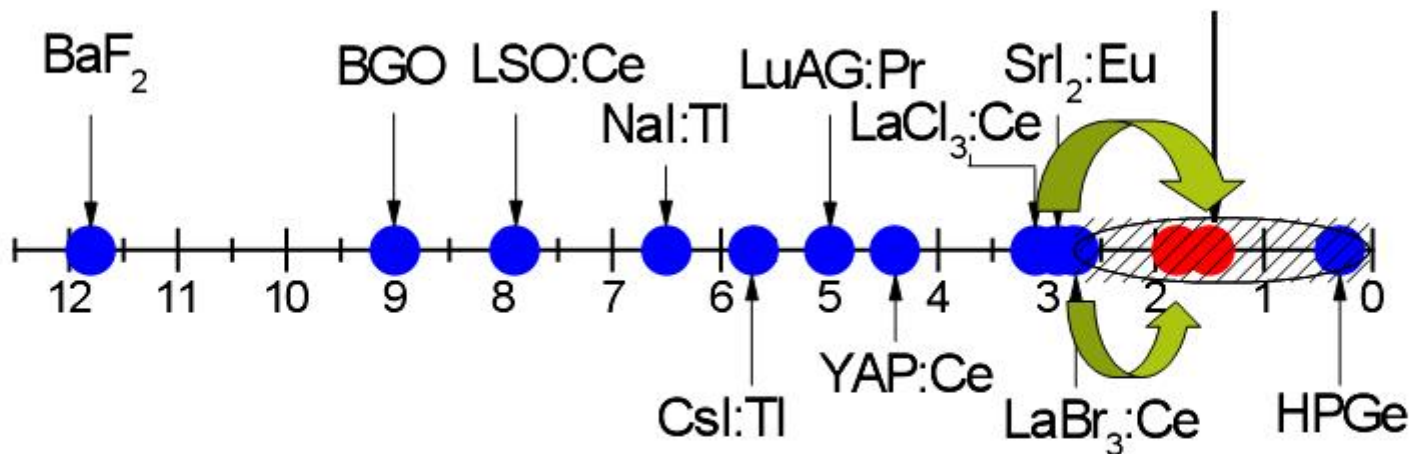 BaF₂
BGO
LSO:Ce
NaI:Tl
LuAG:Pr
LaCl₃:Ce
SrI₂:Eu
12 11 10 9 8 7 6 5 4 3 2 1 0
CsI:Tl
YAP:Ce
LaBr₃:Ce
HPGe